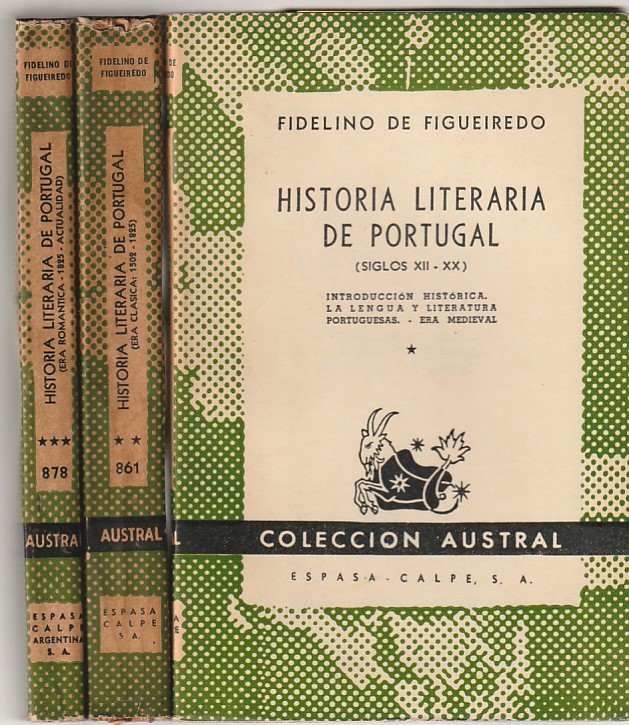 FIDELINO DE
FIGUEIREDO
HISTORIA LITERARIA DE PORTUGAL
(ERA ROMANTICA - 1825 - ACTUALIDAD)
★★★
878
AUSTRAL
ESPASA
CALPE
ARGENTINA
S. A.
FIDELINO DE
FIGUEIREDO
HISTORIA LITERARIA DE PORTUGAL
(ERA CLASICA: 1502 - 1825)
★ ★
861
AUSTRAL
ESPASA
CALPE
S. A.
DE
L
FIDELINO DE FIGUEIREDO
HISTORIA LITERARIA
DE PORTUGAL
(SIGLOS XII - XX)
INTRODUCCIÓN HISTÓRICA.
LA LENGUA Y LITERATURA
PORTUGUESAS. - ERA MEDIEVAL
★
COLECCION AUSTRAL
ESPASA - CALPE, S. A.